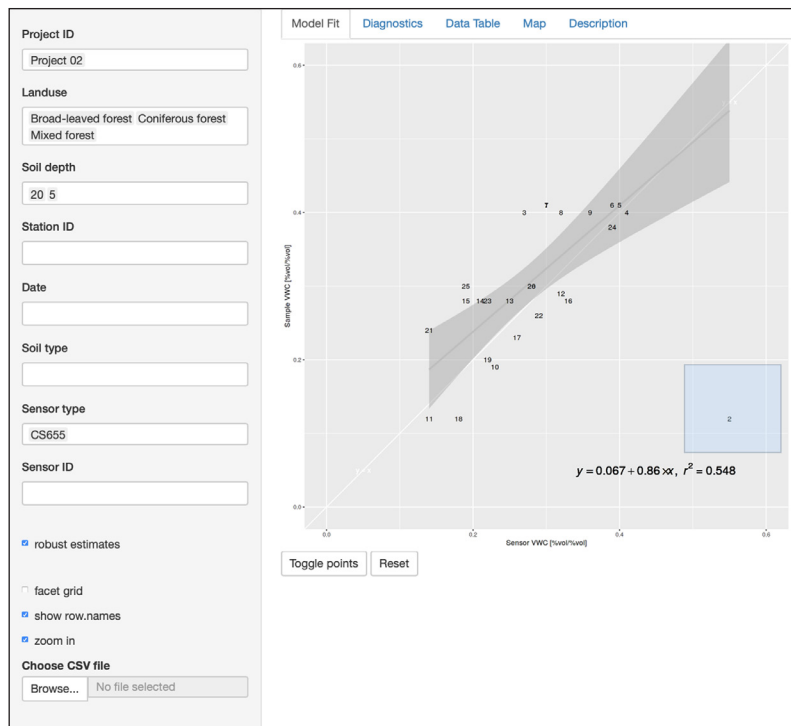 Project ID
Project 02
Landuse
Broad-leaved forest Coniferous forest
Mixed forest
Soil depth
20 5
Station ID
Date
Soil type
Sensor type
CS655
Sensor ID
robust estimates
facet grid
show row.names
zoom in
Choose CSV file
Browse... No file selected
Model Fit Diagnostics Data Table Map Description
Sample VWC [%vol/%vol]
0.6
0.4
0.2
0.0
3
8
9
6
5
4
24
25
15
14
23
13
12
16
22
17
21
19
10
11
18
2
y = 0.067 + 0.86 × x, r² = 0.548
0.0 0.2 0.4 0.6
Sensor VWC [%vol/%vol]
Toggle points Reset